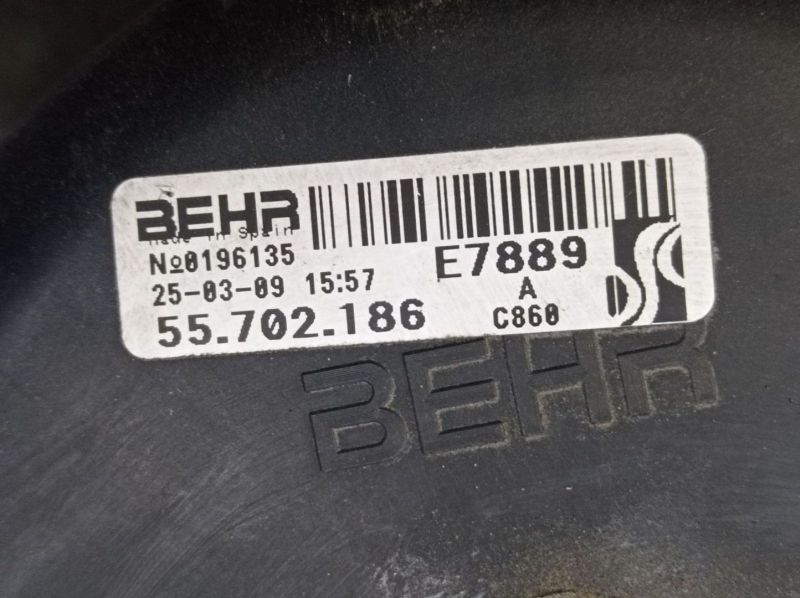 BEHR
Made in Spain
Nº0196135
25-03-09 15:57
55.702.186
E7889
A
C860
BEHR